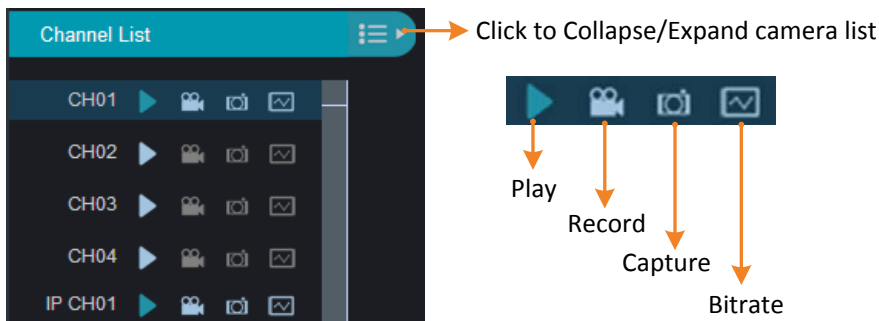 Channel List
Click to Collapse/Expand camera list
CH01
CH02
CH03
CH04
IP CH01
Play
Record
Capture
Bitrate